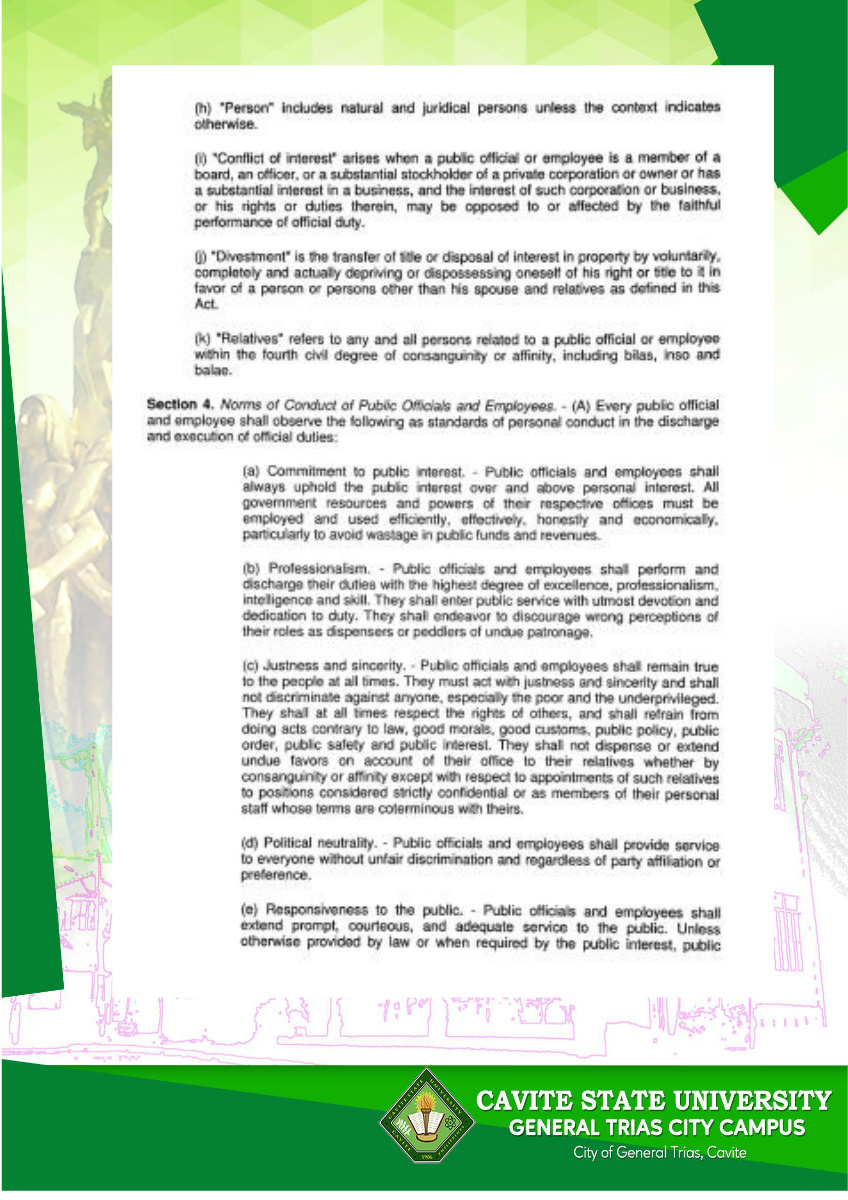 (h) "Person" includes natural and juridical persons unless the context indicates
otherwise.
(i) "Conflict of interest" arises when a public official or employee is a member of a
board, an officer, or a substantial stockholder of a private corporation or owner or has
a substantial interest in a business, and the interest of such corporation or business,
or his rights or duties therein, may be opposed to or affected by the faithful
performance of official duty.
(j) "Divestment" is the transfer of title or disposal of interest in property by voluntarily,
completely and actually depriving or dispossessing oneself of his right or title to it in
favor of a person or persons other than his spouse and relatives as defined in this
Act.
(k) "Relatives" refers to any and all persons related to a public official or employee
within the fourth civil degree of consanguinity or affinity, including bilas, inso and
balae.
Section 4. Norms of Conduct of Public Officials and Employees. - (A) Every public official
and employee shall observe the following as standards of personal conduct in the discharge
and execution of official duties:
(a) Commitment to public interest. - Public officials and employees shall
always uphold the public interest over and above personal interest. All
government resources and powers of their respective offices must be
employed and used efficiently, effectively, honestly and economically,
particularly to avoid wastage in public funds and revenues.
(b) Professionalism. - Public officials and employees shall perform and
discharge their duties with the highest degree of excellence, professionalism,
intelligence and skill. They shall enter public service with utmost devotion and
dedication to duty. They shall endeavor to discourage wrong perceptions of
their roles as dispensers or peddlers of undue patronage.
(c) Justness and sincerity. - Public officials and employees shall remain true
to the people at all times. They must act with justness and sincerity and shall
not discriminate against anyone, especially the poor and the underprivileged.
They shall at all times respect the rights of others, and shall refrain from
doing acts contrary to law, good morals, good customs, public policy, public
order, public safety and public interest. They shall not dispense or extend
undue favors on account of their office to their relatives whether by
consanguinity or affinity except with respect to appointments of such relatives
to positions considered strictly confidential or as members of their personal
staff whose terms are coterminous with theirs.
(d) Political neutrality. - Public officials and employees shall provide service
to everyone without unfair discrimination and regardless of party affiliation or
preference.
(e) Responsiveness to the public. - Public officials and employees shall
extend prompt, courteous, and adequate service to the public. Unless
otherwise provided by law or when required by the public interest, public
CAVITE STATE UNIVERSITY
GENERAL TRIAS CITY CAMPUS
City of General Trias, Cavite
CAVITE STATE UNIVERSITY
CAVITE
PHILIPPINES
1906